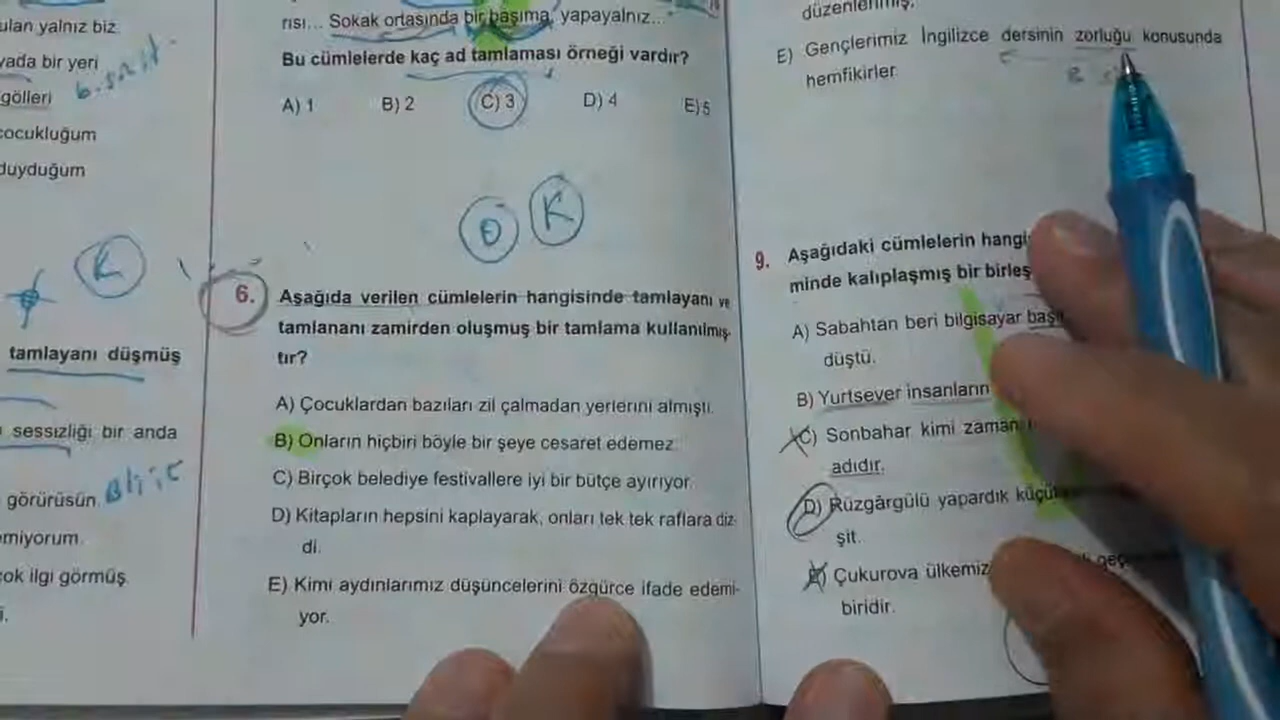 ulan yalnız biz
yada bir yeri
b.sıfat
gölleri
çocukluğum
duyduğum
K
tamlayanı düşmüş
sessizliği bir anda
görürüsün.
emiyorum.
çok ilgi görmüş
rısı... Sokak ortasında bir başıma, yapayalnız..."
Bu cümlelerde kaç ad tamlaması örneği vardır?
A) 1 B) 2 C) 3 D) 4 E) 5
K
6. Aşağıda verilen cümlelerin hangisinde tamlayanı ve
tamlananı zamirden oluşmuş bir tamlama kullanılmış-
tır?
A) Çocuklardan bazıları zil çalmadan yerlerini almıştı.
B) Onların hiçbiri böyle bir şeye cesaret edemez.
C) Birçok belediye festivallere iyi bir bütçe ayırıyor.
D) Kitapların hepsini kaplayarak, onları tek tek raflara diz-
di.
E) Kimi aydınlarımız düşüncelerini özgürce ifade edemi-
yor.
düzenlenmiş.
E) Gençlerimiz İngilizce dersinin zorluğu konusunda
hemfikirler.
9. Aşağıdaki cümlelerin hangi
minde kalıplaşmış bir birleş
A) Sabahtan beri bilgisayar başı
düştü.
B) Yurtsever insanların
C) Sonbahar kimi zaman
adıdır.
D) Rüzgârgülü yapardık küçük
şit.
E) Çukurova ülkemiz
biridir.